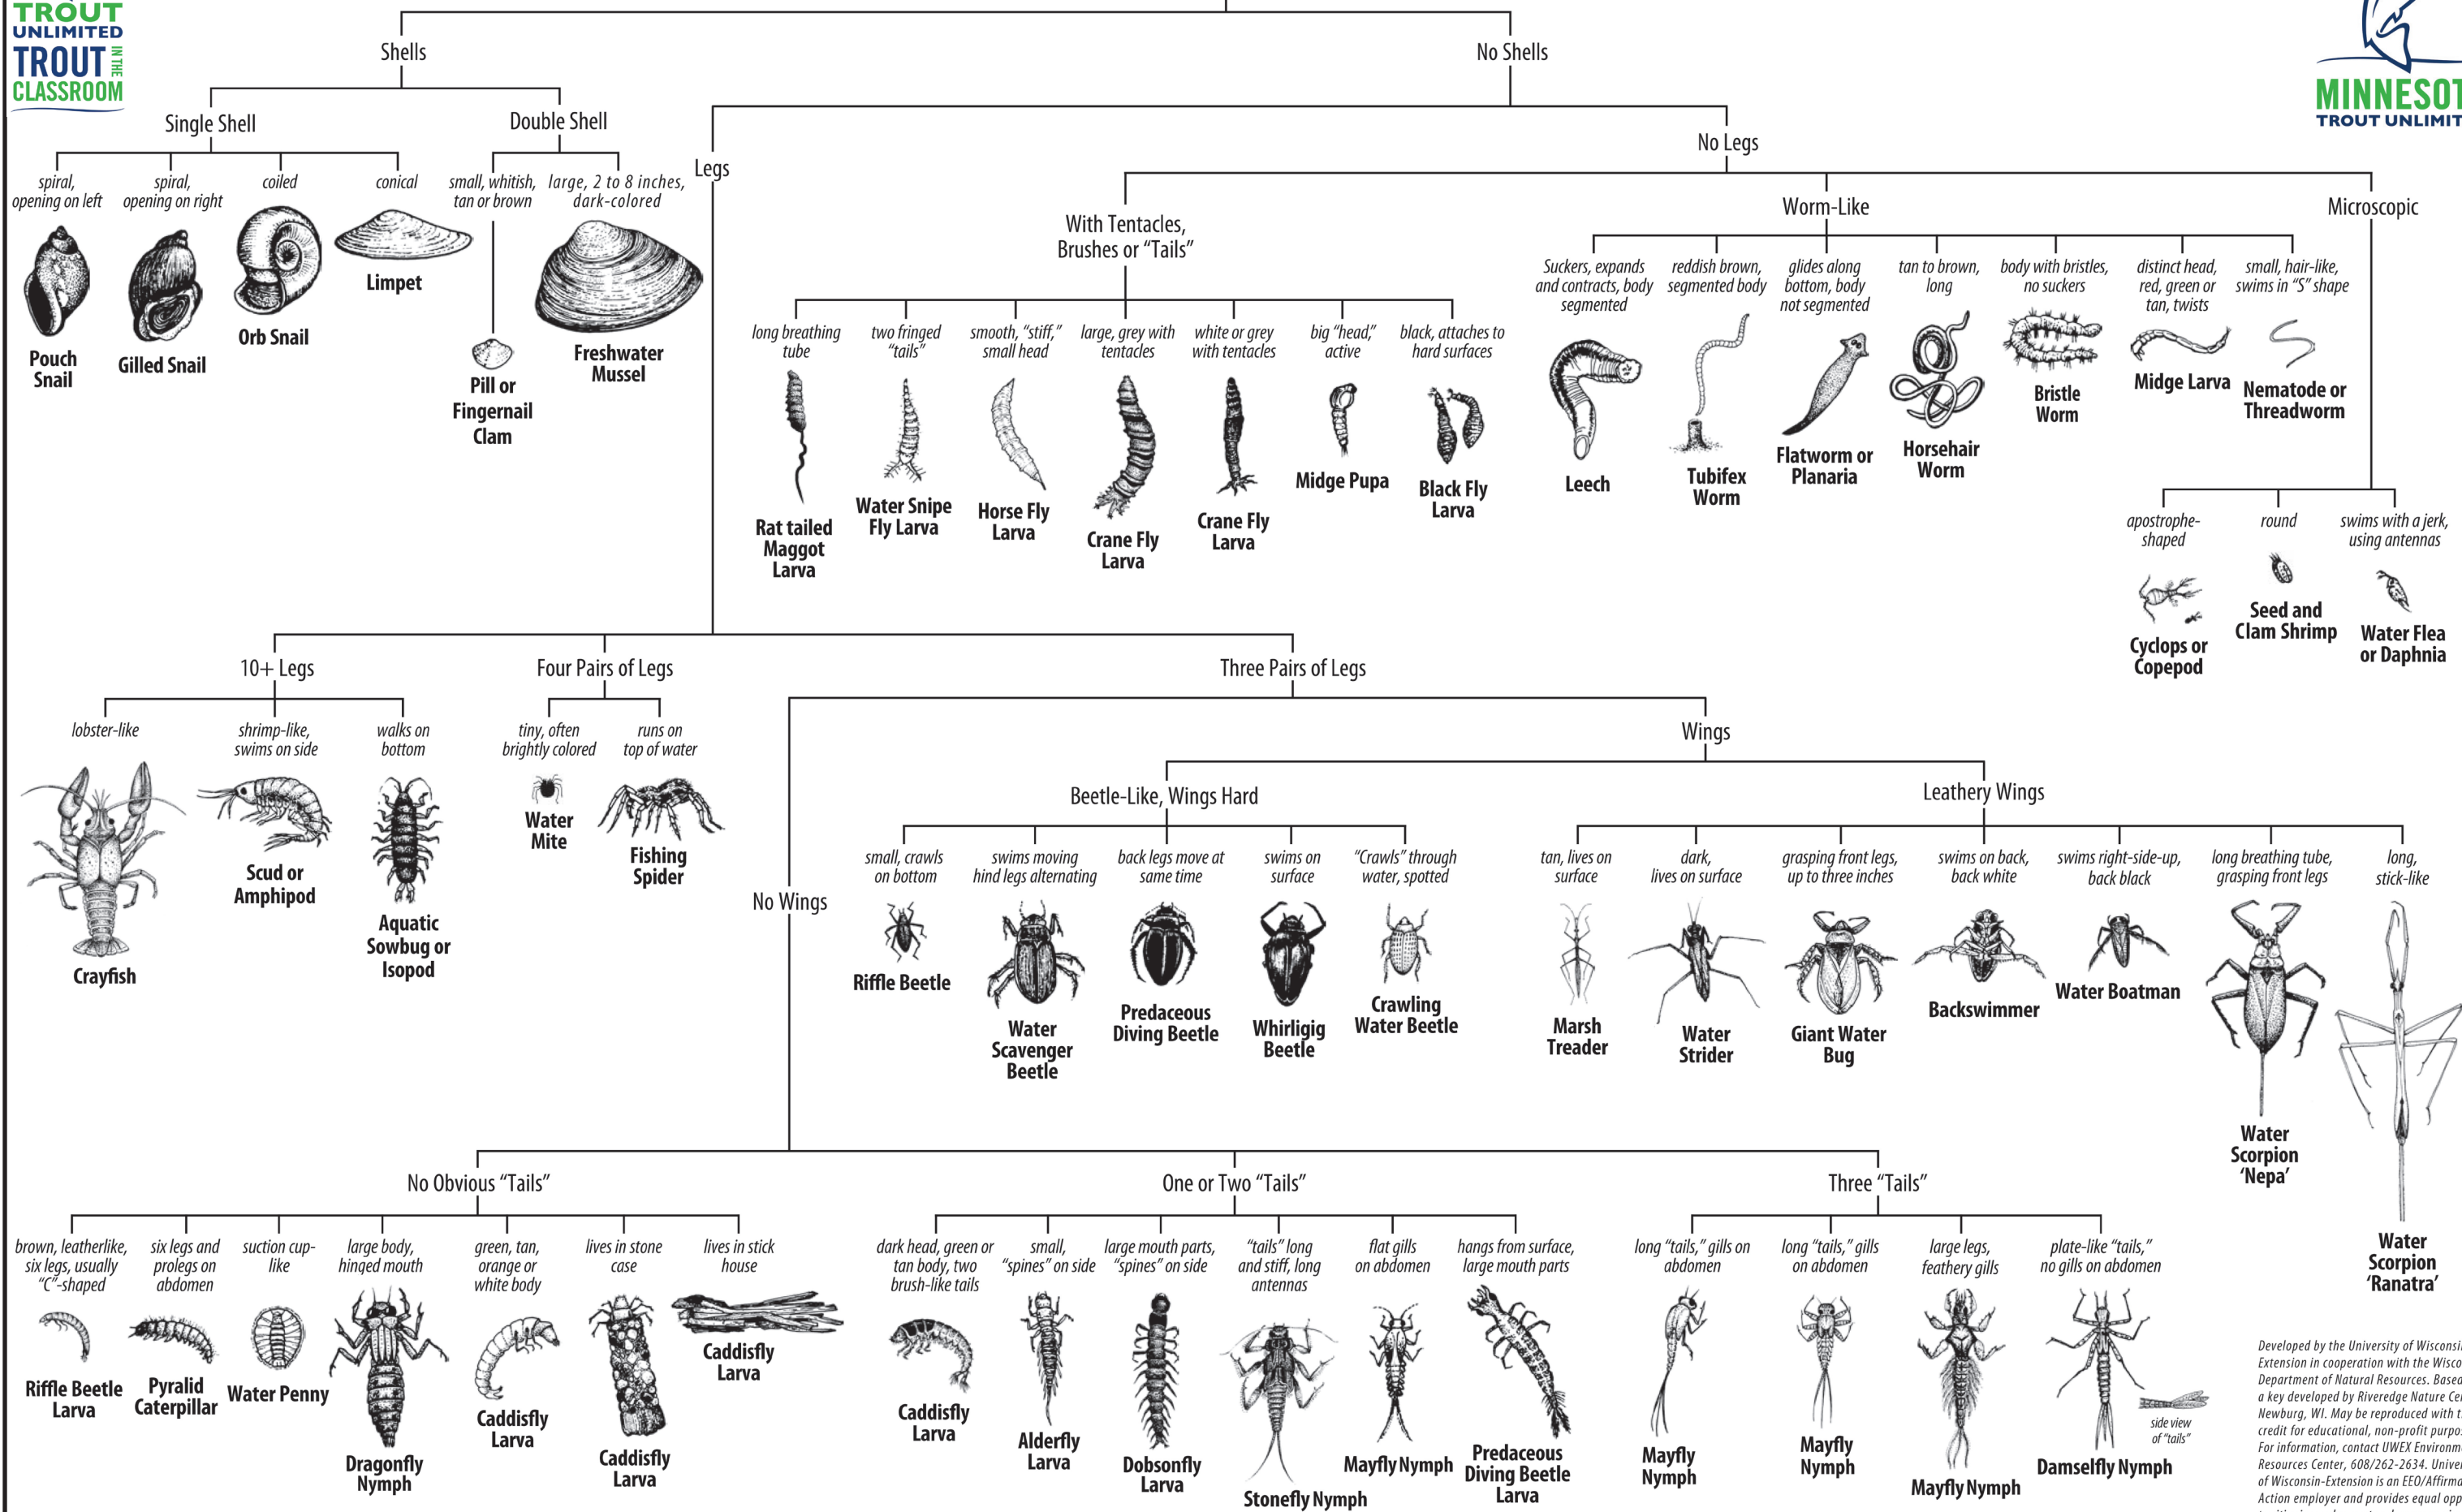 TROUT
UNLIMITED
TROUT
IN THE
CLASSROOM
MINNESOT
TROUT UNLIMIT
Shells
No Shells
Single Shell
Double Shell
Legs
No Legs
spiral,
opening on left
spiral,
opening on right
coiled
conical
small, whitish,
tan or brown
large, 2 to 8 inches,
dark-colored
Pouch
Snail
Gilled Snail
Orb Snail
Limpet
Pill or
Fingernail
Clam
Freshwater
Mussel
With Tentacles,
Brushes or “Tails”
Worm-Like
Microscopic
long breathing
tube
two fringed
“tails”
smooth, “stiff,”
small head
large, grey with
tentacles
white or grey
with tentacles
big “head,”
active
black, attaches to
hard surfaces
Rat tailed
Maggot
Larva
Water Snipe
Fly Larva
Horse Fly
Larva
Crane Fly
Larva
Crane Fly
Larva
Midge Pupa
Black Fly
Larva
Suckers, expands
and contracts, body
segmented
reddish brown,
segmented body
glides along
bottom, body
not segmented
tan to brown,
long
body with bristles,
no suckers
distinct head,
red, green or
tan, twists
small, hair-like,
swims in “S” shape
Leech
Tubifex
Worm
Flatworm or
Planaria
Horsehair
Worm
Bristle
Worm
Midge Larva
Nematode or
Threadworm
apostrophe-
shaped
round
swims with a jerk,
using antennas
Cyclops or
Copepod
Seed and
Clam Shrimp
Water Flea
or Daphnia
10+ Legs
Four Pairs of Legs
Three Pairs of Legs
lobster-like
shrimp-like,
swims on side
walks on
bottom
tiny, often
brightly colored
runs on
top of water
Crayfish
Scud or
Amphipod
Aquatic
Sowbug or
Isopod
Water
Mite
Fishing
Spider
No Wings
Wings
Beetle-Like, Wings Hard
Leathery Wings
small, crawls
on bottom
swims moving
hind legs alternating
back legs move at
same time
swims on
surface
“Crawls” through
water, spotted
Riffle Beetle
Water
Scavenger
Beetle
Predaceous
Diving Beetle
Whirligig
Beetle
Crawling
Water Beetle
tan, lives on
surface
dark,
lives on surface
grasping front legs,
up to three inches
swims on back,
back white
swims right-side-up,
back black
long breathing tube,
grasping front legs
long,
stick-like
Marsh
Treader
Water
Strider
Giant Water
Bug
Backswimmer
Water Boatman
Water
Scorpion
‘Nepa’
Water
Scorpion
‘Ranatra’
No Obvious “Tails”
One or Two “Tails”
Three “Tails”
brown, leatherlike,
six legs, usually
“C”-shaped
six legs and
prolegs on
abdomen
suction cup-
like
large body,
hinged mouth
green, tan,
orange or
white body
lives in stone
case
lives in stick
house
Riffle Beetle
Larva
Pyralid
Caterpillar
Water Penny
Dragonfly
Nymph
Caddisfly
Larva
Caddisfly
Larva
Caddisfly
Larva
dark head, green or
tan body, two
brush-like tails
small,
“spines” on side
large mouth parts,
“spines” on side
“tails” long
and stiff, long
antennas
flat gills
on abdomen
hangs from surface,
large mouth parts
Caddisfly
Larva
Alderfly
Larva
Dobsonfly
Larva
Stonefly Nymph
Mayfly Nymph
Predaceous
Diving Beetle
Larva
long “tails,” gills on
abdomen
long “tails,” gills
on abdomen
large legs,
feathery gills
plate-like “tails,”
no gills on abdomen
Mayfly
Nymph
Mayfly
Nymph
Mayfly Nymph
Damselfly Nymph
side view
of “tails”
Developed by the University of Wisconsi
Extension in cooperation with the Wisco
Department of Natural Resources. Based
a key developed by Riveredge Nature Ce
Newburg, WI. May be reproduced with t
credit for educational, non-profit purpo
For information, contact UWEX Environm
Resources Center, 608/262-2634. Univer
of Wisconsin-Extension is an EEO/Affirma
Action employer and provides equal opp